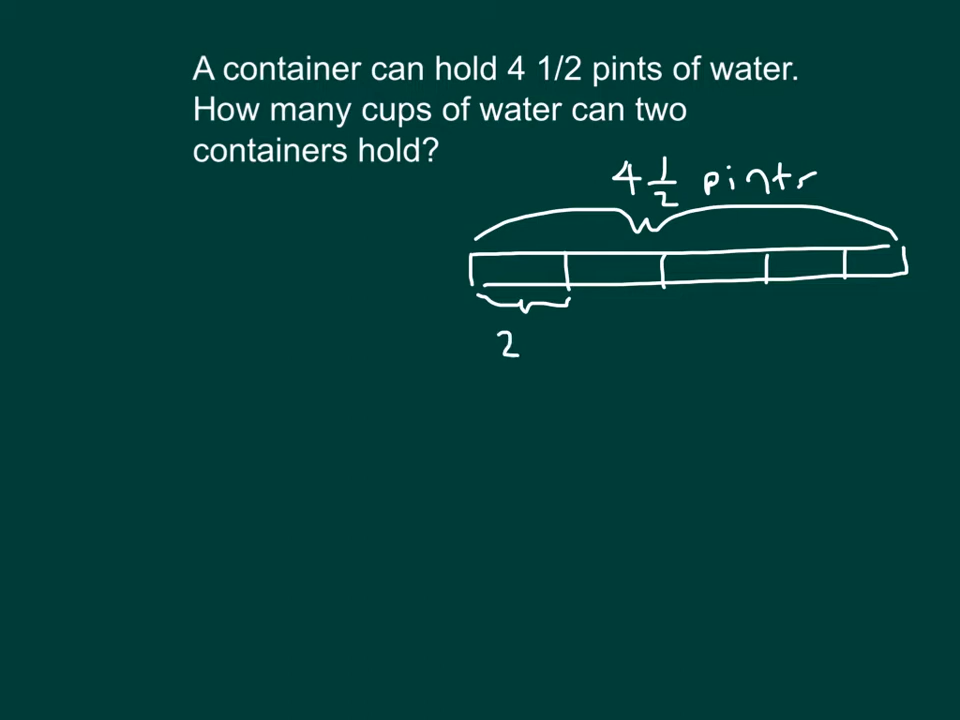 A container can hold 4 1/2 pints of water.
How many cups of water can two
containers hold?
4 1/2 pints
2